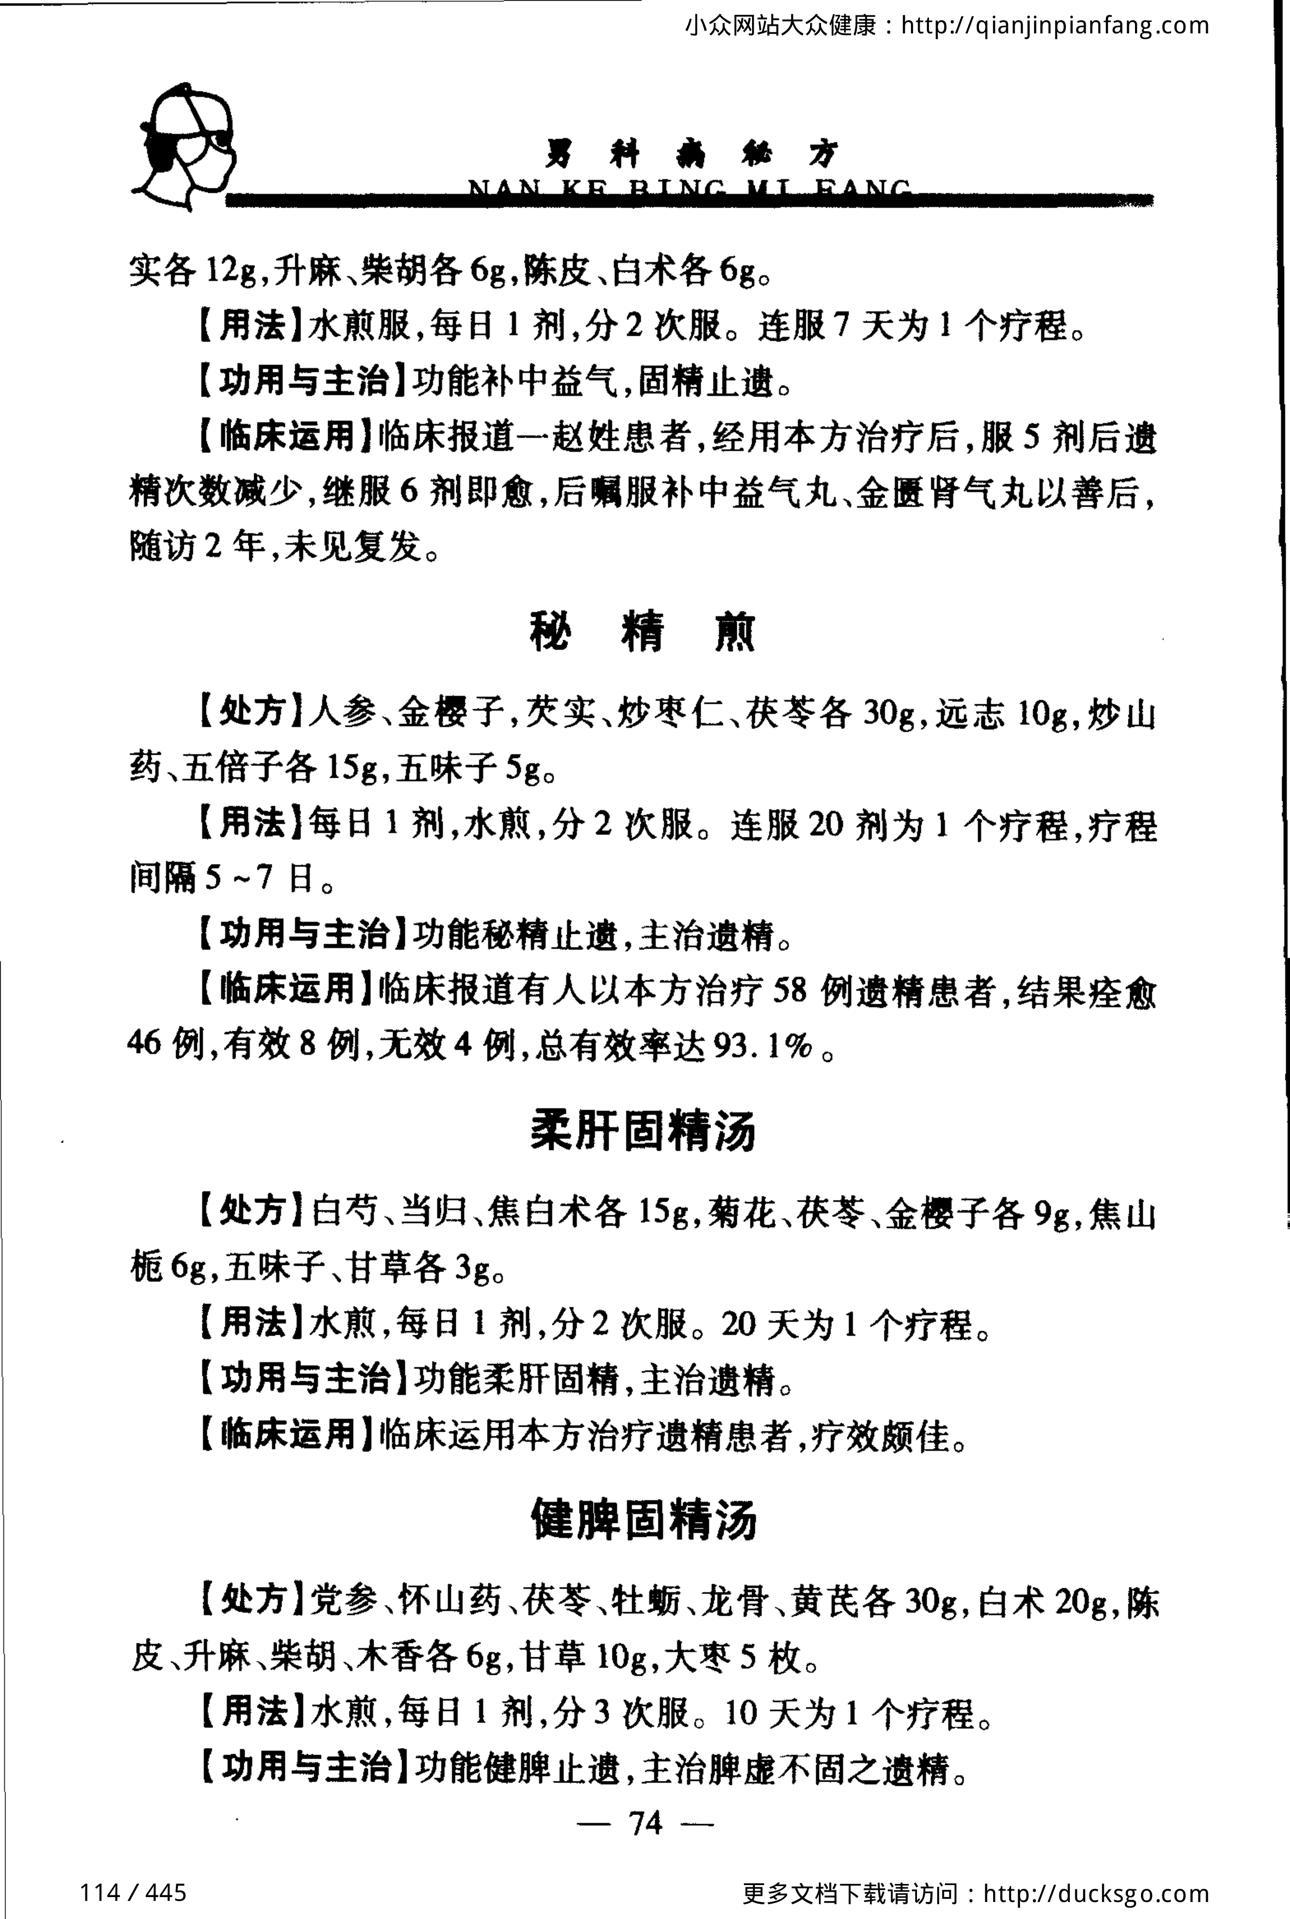 小众网站大众健康：http://qianjinpianfang.com
男科病秘方
NAN KE BING MI FANG
实各 12g,升麻、柴胡各 6g,陈皮、白术各 6g。
【用法】水煎服,每日 1 剂,分 2 次服。连服 7 天为 1 个疗程。
【功用与主治】功能补中益气,固精止遗。
【临床运用】临床报道一赵姓患者,经用本方治疗后,服 5 剂后遗
精次数减少,继服 6 剂即愈,后嘱服补中益气丸、金匮肾气丸以善后,
随访 2 年,未见复发。
秘 精 煎
【处方】人参、金樱子,芡实、炒枣仁、茯苓各 30g,远志 10g,炒山
药、五倍子各 15g,五味子 5g。
【用法】每日 1 剂,水煎,分 2 次服。连服 20 剂为 1 个疗程,疗程
间隔 5 ~7 日。
【功用与主治】功能秘精止遗,主治遗精。
【临床运用】临床报道有人以本方治疗 58 例遗精患者,结果痊愈
46 例,有效 8 例,无效 4 例,总有效率达 93. 1% 。
柔肝固精汤
【处方】白芍、当归、焦白术各 15g,菊花、茯苓、金樱子各 9g,焦山
栀 6g,五味子、甘草各 3g。
【用法】水煎,每日 1 剂,分 2 次服。20 天为 1 个疗程。
【功用与主治】功能柔肝固精,主治遗精。
【临床运用】临床运用本方治疗遗精患者,疗效颇佳。
健脾固精汤
【处方】党参、怀山药、茯苓、牡蛎、龙骨、黄芪各 30g,白术 20g,陈
皮、升麻、柴胡、木香各 6g,甘草 10g,大枣 5 枚。
【用法】水煎,每日 1 剂,分 3 次服。10 天为 1 个疗程。
【功用与主治】功能健脾止遗,主治脾虚不固之遗精。
— 74 —
114 / 445
更多文档下载请访问：http://ducksgo.com